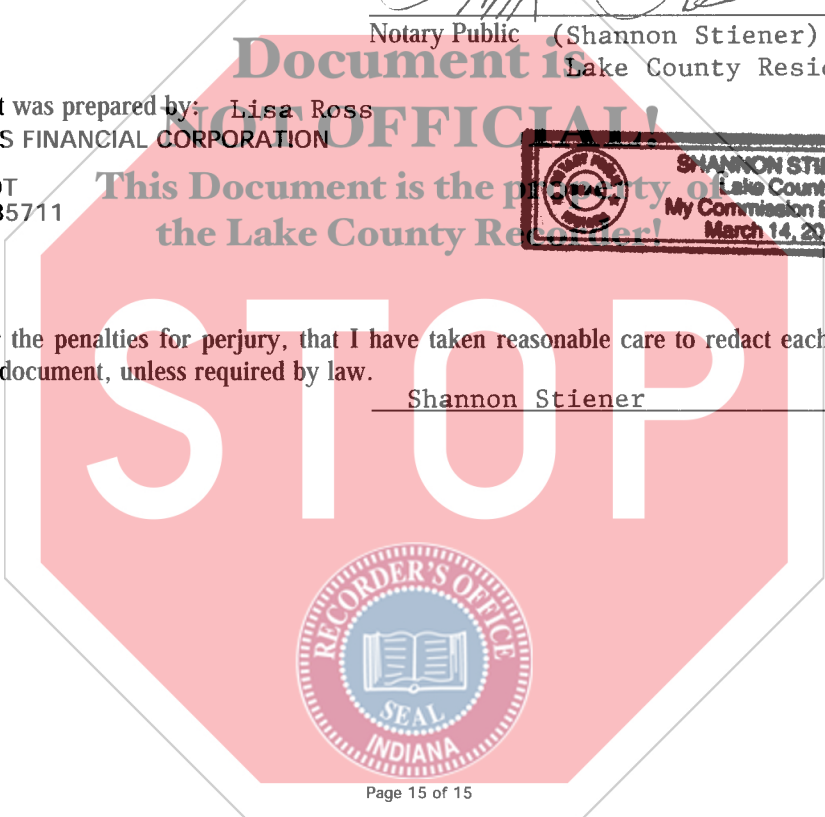 Notary Public (Shannon Stiener)
Document is
Lake County Resi
t was prepared by: Lisa Ross
NOT OFFICIAL!
S FINANCIAL CORPORATION
SHANNON STI
This Document is the property of
Lake Count
35711
My Commission E
the Lake County Recorder!
March 14, 20
STOP
the penalties for perjury, that I have taken reasonable care to redact each
document, unless required by law.
Shannon Stiener
RECORDER'S OFFICE
SEAL
INDIANA
Page 15 of 15